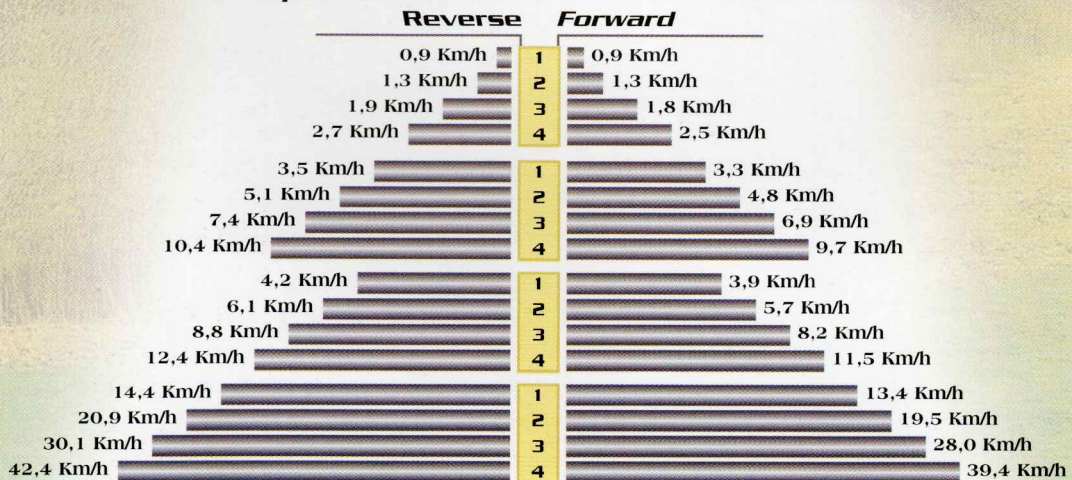 Reverse Forward
0,9 Km/h 1 0,9 Km/h
1,3 Km/h 2 1,3 Km/h
1,9 Km/h 3 1,8 Km/h
2,7 Km/h 4 2,5 Km/h
3,5 Km/h 1 3,3 Km/h
5,1 Km/h 2 4,8 Km/h
7,4 Km/h 3 6,9 Km/h
10,4 Km/h 4 9,7 Km/h
4,2 Km/h 1 3,9 Km/h
6,1 Km/h 2 5,7 Km/h
8,8 Km/h 3 8,2 Km/h
12,4 Km/h 4 11,5 Km/h
14,4 Km/h 1 13,4 Km/h
20,9 Km/h 2 19,5 Km/h
30,1 Km/h 3 28,0 Km/h
42,4 Km/h 4 39,4 Km/h